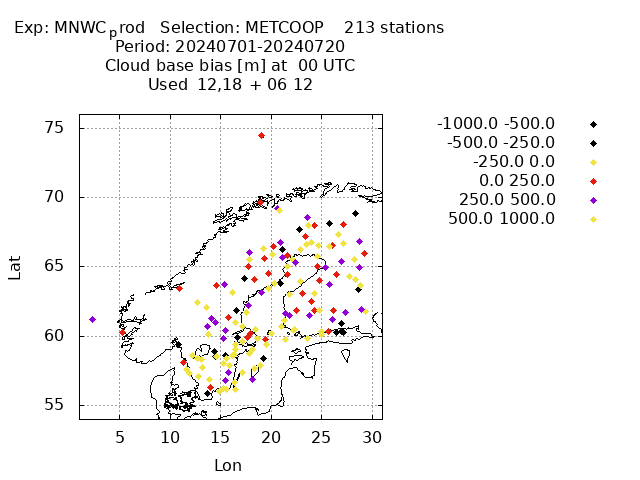 Exp: MNWCprod   Selection: METCOOP    213 stations
Period: 20240701-20240720
Cloud base bias [m] at  00 UTC
Used 12,18 + 06 12
-1000.0 -500.0
-500.0 -250.0
-250.0 0.0
0.0 250.0
250.0 500.0
500.0 1000.0
75
70
65
60
55
Lat
5 10 15 20 25 30
Lon